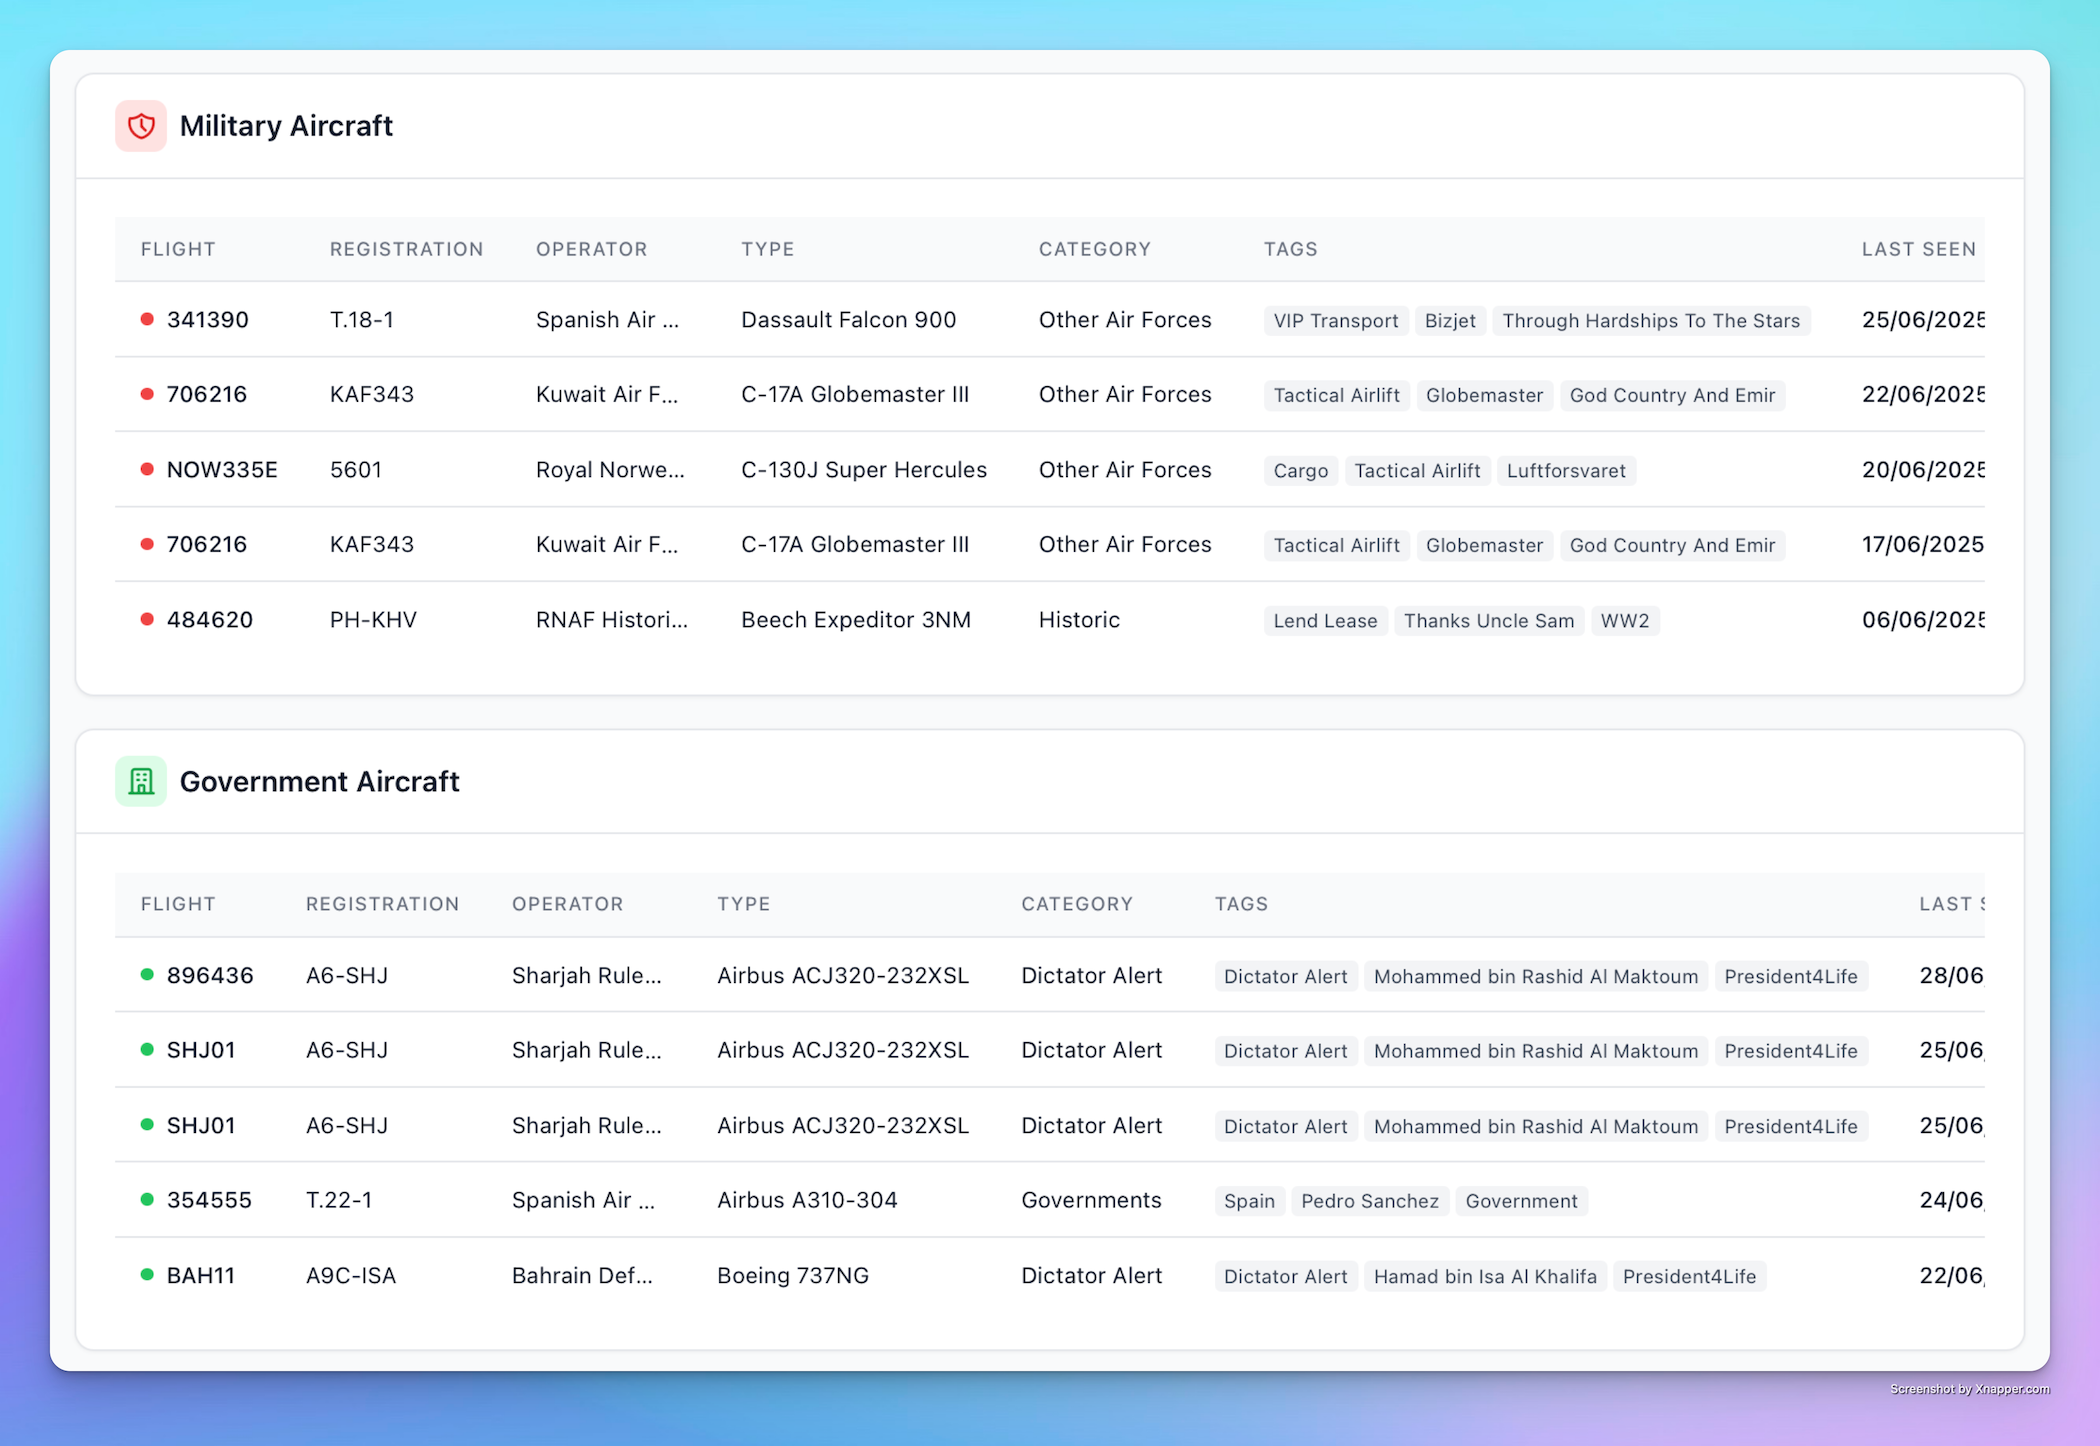 Military Aircraft
FLIGHT REGISTRATION OPERATOR TYPE CATEGORY TAGS LAST SEEN
341390 T.18-1 Spanish Air ... Dassault Falcon 900 Other Air Forces VIP Transport Bizjet Through Hardships To The Stars 25/06/2025
706216 KAF343 Kuwait Air F... C-17A Globemaster III Other Air Forces Tactical Airlift Globemaster God Country And Emir 22/06/2025
NOW335E 5601 Royal Norwe... C-130J Super Hercules Other Air Forces Cargo Tactical Airlift Luftforsvaret 20/06/2025
706216 KAF343 Kuwait Air F... C-17A Globemaster III Other Air Forces Tactical Airlift Globemaster God Country And Emir 17/06/2025
484620 PH-KHV RNAF Histori... Beech Expeditor 3NM Historic Lend Lease Thanks Uncle Sam WW2 06/06/2025
Government Aircraft
FLIGHT REGISTRATION OPERATOR TYPE CATEGORY TAGS LAST S
896436 A6-SHJ Sharjah Rule... Airbus ACJ320-232XSL Dictator Alert Dictator Alert Mohammed bin Rashid Al Maktoum President4Life 28/06/
SHJ01 A6-SHJ Sharjah Rule... Airbus ACJ320-232XSL Dictator Alert Dictator Alert Mohammed bin Rashid Al Maktoum President4Life 25/06/
SHJ01 A6-SHJ Sharjah Rule... Airbus ACJ320-232XSL Dictator Alert Dictator Alert Mohammed bin Rashid Al Maktoum President4Life 25/06/
354555 T.22-1 Spanish Air ... Airbus A310-304 Governments Spain Pedro Sanchez Government 24/06/
BAH11 A9C-ISA Bahrain Def... Boeing 737NG Dictator Alert Dictator Alert Hamad bin Isa Al Khalifa President4Life 22/06/
Screenshot by Xnapper.com